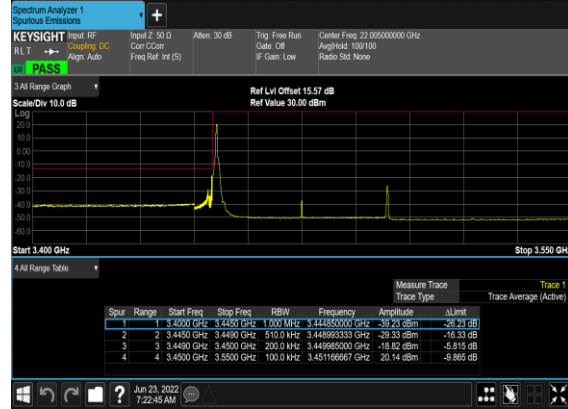 Spectrum Analyzer 1
Spurious Emissions
+
KEYSIGHT Input: RF
R L T Coupling: DC
Align: Auto
Input Z: 50 Ω
Corr CCorr
Freq Ref: Int (S)
Atten: 30 dB
Trig: Free Run
Gate: Off
IF Gain: Low
Center Freq: 22.005000000 GHz
Avg|Hold: 100/100
Radio Std: None
PASS
3 All Range Graph
Scale/Div 10.0 dB
Ref Lvl Offset 15.57 dB
Ref Value 30.00 dBm
Log
20.0
10.0
0.00
-10.0
-20.0
-30.0
-40.0
-50.0
-60.0
Start 3.400 GHz
Stop 3.550 GH
4 All Range Table
Measure Trace Trace 1
Trace Type Trace Average (Active)
Spur Range Start Freq Stop Freq RBW Frequency Amplitude ΔLimit
1 1 3.4000 GHz 3.4450 GHz 1.000 MHz 3.444850000 GHz -39.23 dBm -26.23 dB
2 2 3.4450 GHz 3.4490 GHz 510.0 kHz 3.448993333 GHz -29.33 dBm -16.33 dB
3 3 3.4490 GHz 3.4500 GHz 200.0 kHz 3.449985000 GHz -18.82 dBm -5.815 dB
4 4 3.4500 GHz 3.5500 GHz 100.0 kHz 3.451166667 GHz 20.14 dBm -9.865 dB
?
Jun 23, 2022
7:22:45 AM